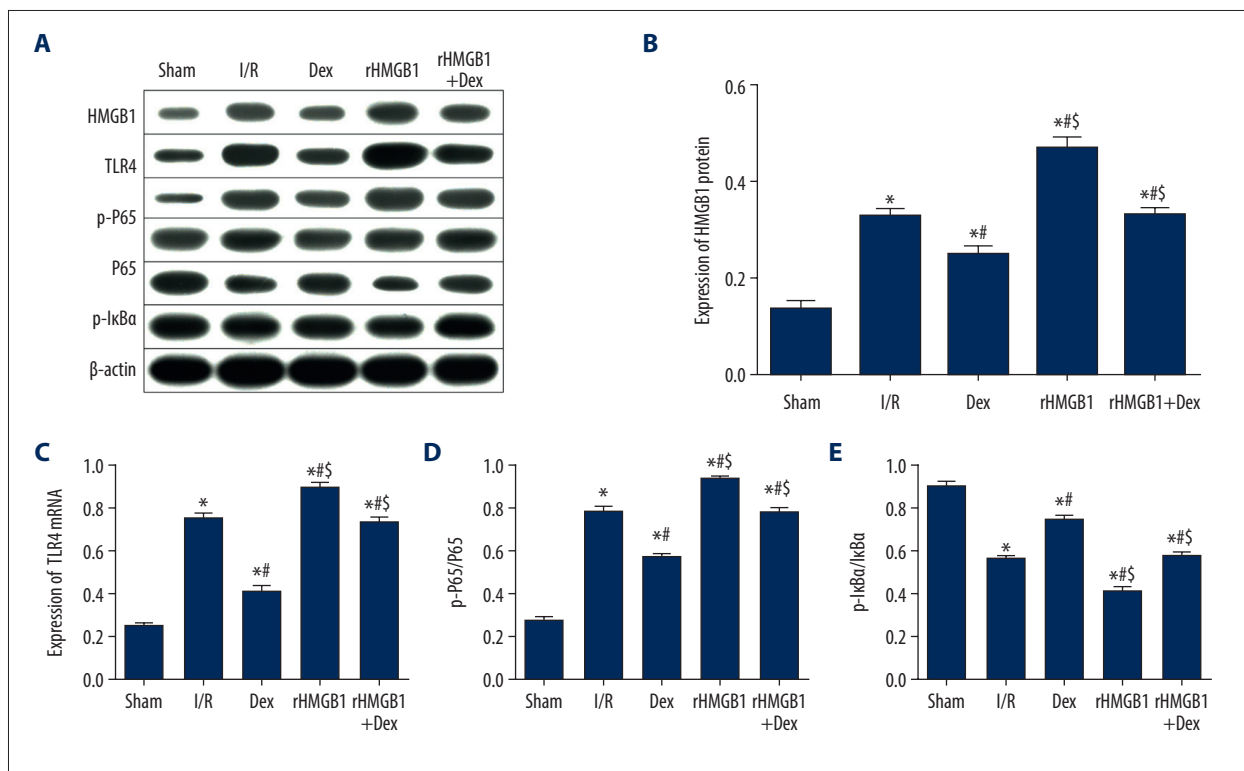 A
Sham I/R Dex rHMGB1 rHMGB1
+Dex
HMGB1
TLR4
p-P65
P65
p-IκBα
β-actin
B
Expression of HMGB1 protein
0.6
0.4
0.2
0.0
*
*#
*#$
*#$
Sham I/R Dex rHMGB1 rHMGB1+Dex
C
Expression of TLR4 mRNA
1.0
0.8
0.6
0.4
0.2
0.0
*
*#
*#$
*#$
Sham I/R Dex rHMGB1 rHMGB1
+Dex
D
p-P65/P65
1.0
0.8
0.6
0.4
0.2
0.0
*
*#
*#$
*#$
Sham I/R Dex rHMGB1 rHMGB1
+Dex
E
p-IκBα/IκBα
1.0
0.8
0.6
0.4
0.2
0.0
*
*#
*#$
*#$
Sham I/R Dex rHMGB1 rHMGB1
+Dex